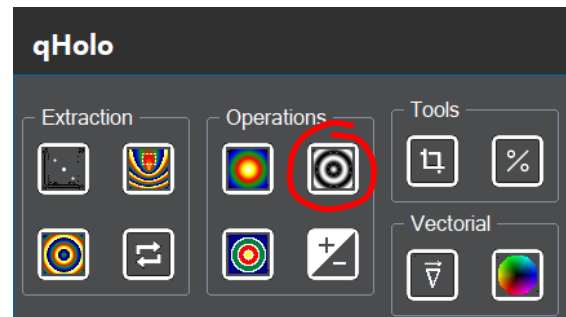 qHolo
Extraction
Operations
Tools
%
+
−
Vectorial